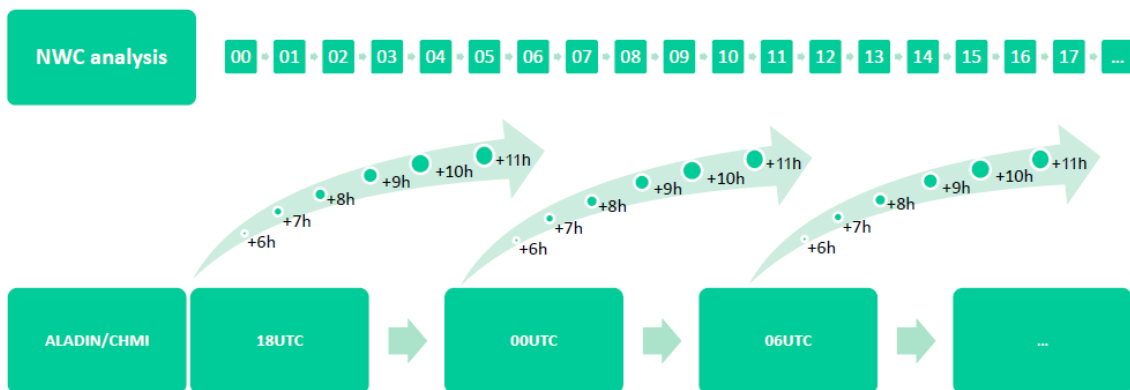 NWC analysis
00 01 02 03 04 05 06 07 08 09 10 11 12 13 14 15 16 17 ...
+6h +7h +8h +9h +10h +11h
+6h +7h +8h +9h +10h +11h
+6h +7h +8h +9h +10h +11h
ALADIN/CHMI 18UTC 00UTC 06UTC ...